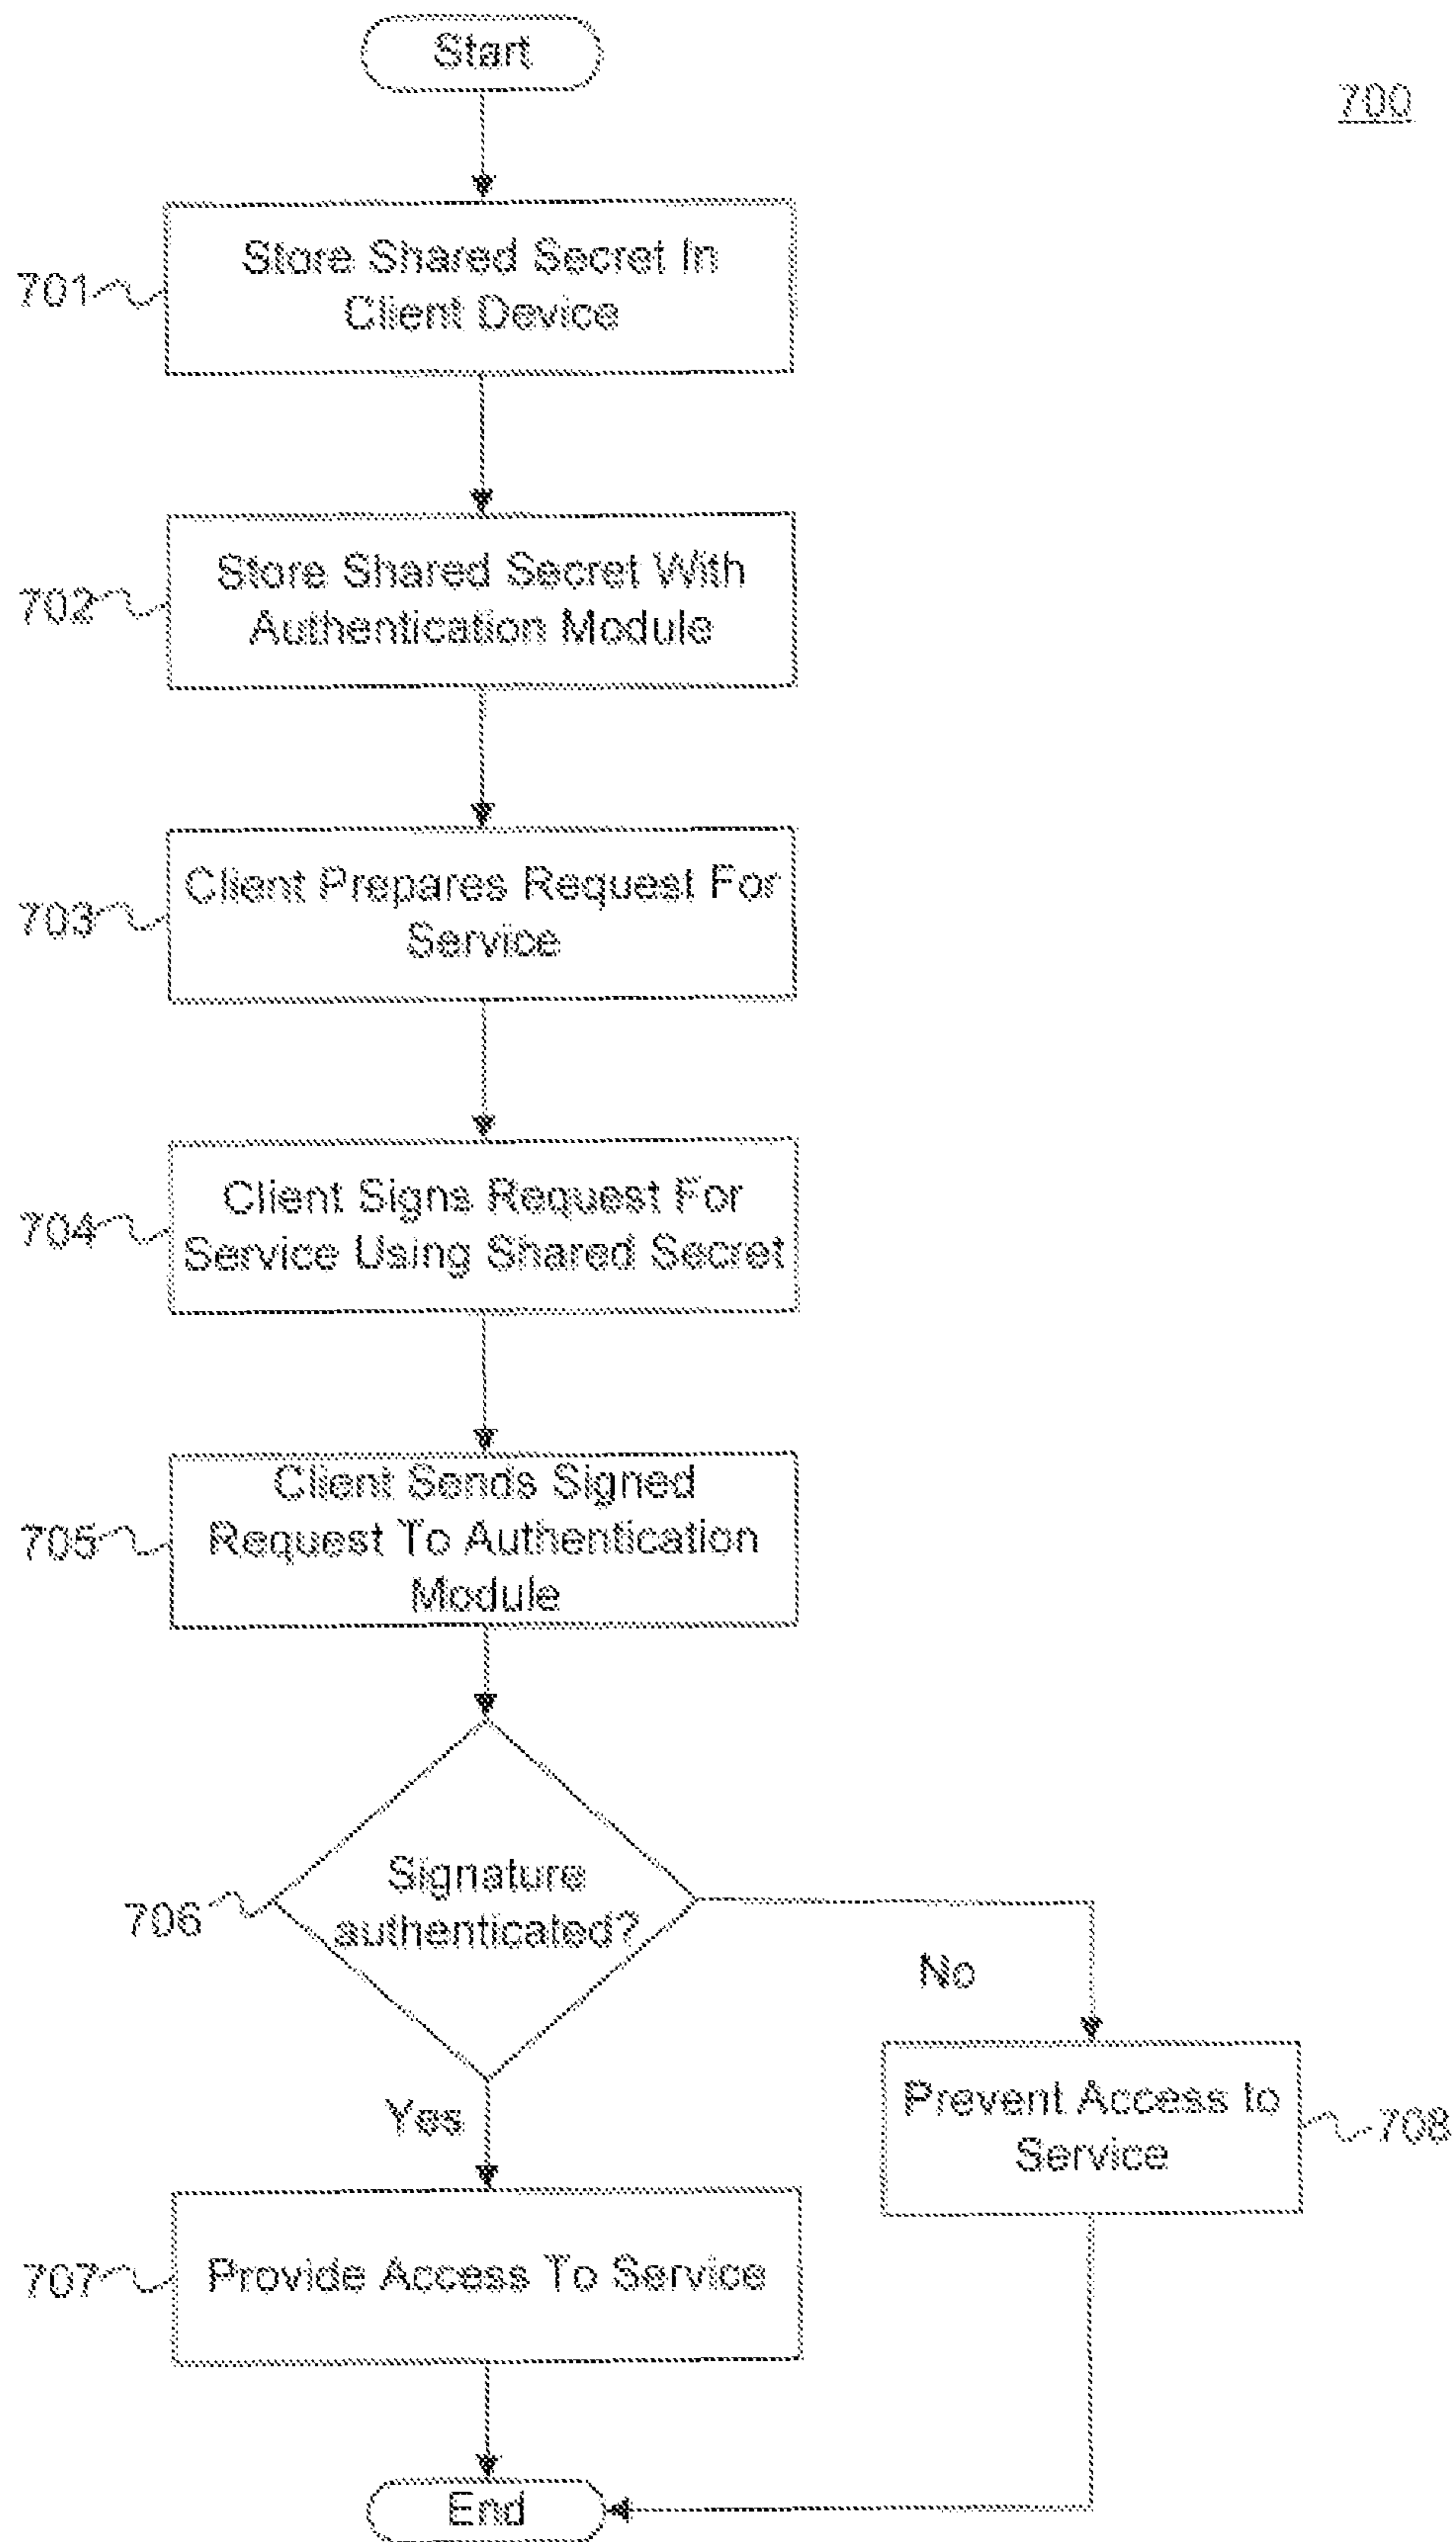 Start
700
701
Store Shared Secret In
Client Device
702
Store Shared Secret With
Authentication Module
703
Client Prepares Request For
Service
704
Client Signs Request For
Service Using Shared Secret
705
Client Sends Signed
Request To Authentication
Module
706
Signature
authenticated?
No
Yes
Prevent Access to
Service
708
707
Provide Access To Service
End